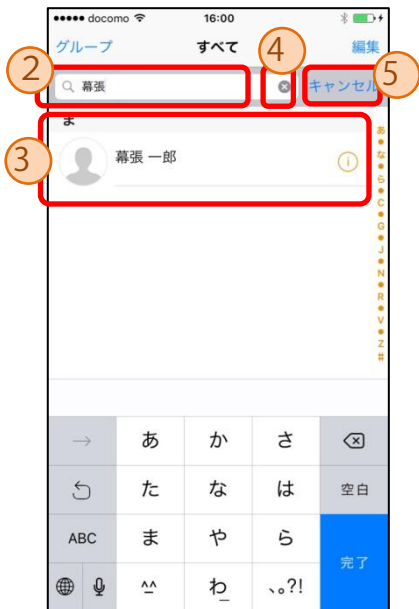 ●●●●● docomo 16:00
グループ すべて 編集
4
2 5
幕張 キャンセル
ま
3
幕張 一郎
あ
な
ら
C
G
J
N
R
V
Z
#
→ あ か さ
た な は 空白
ABC ま や ら
完了
^^ わ_ 、。?!